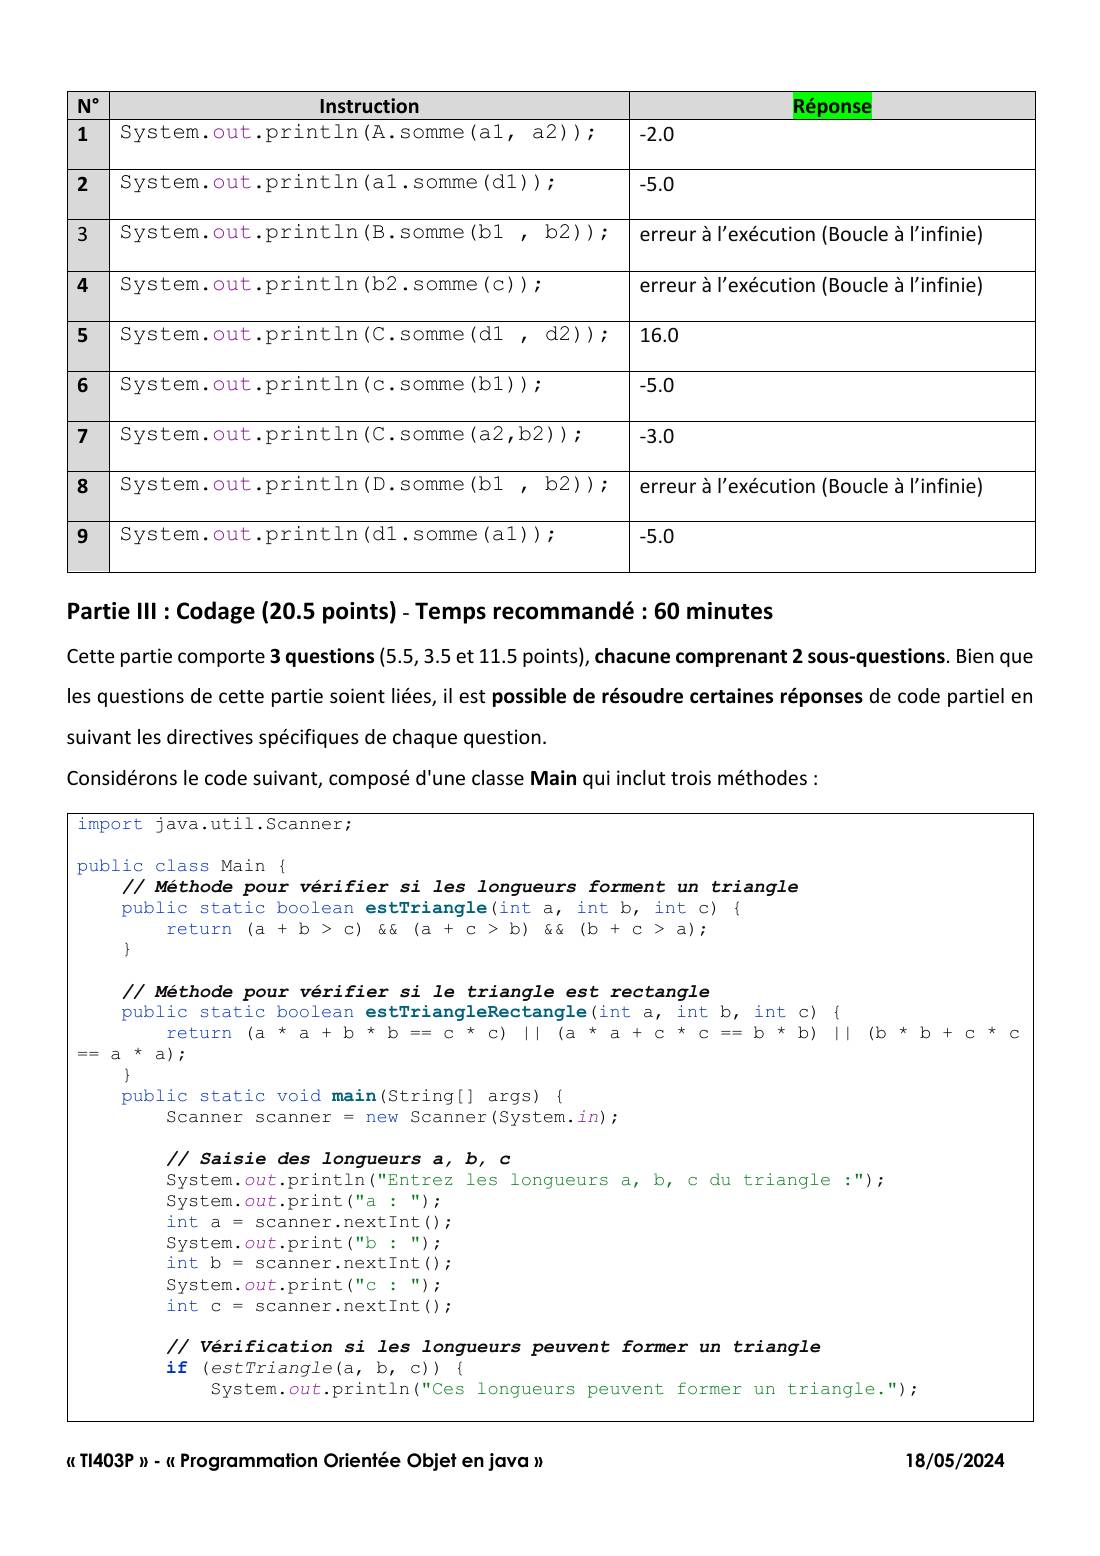 N° Instruction Réponse
1 System.out.println(A.somme(a1, a2)); -2.0
2 System.out.println(a1.somme(d1)); -5.0
3 System.out.println(B.somme(b1 , b2)); erreur à l’exécution (Boucle à l’infinie)
4 System.out.println(b2.somme(c)); erreur à l’exécution (Boucle à l’infinie)
5 System.out.println(C.somme(d1 , d2)); 16.0
6 System.out.println(c.somme(b1)); -5.0
7 System.out.println(C.somme(a2,b2)); -3.0
8 System.out.println(D.somme(b1 , b2)); erreur à l’exécution (Boucle à l’infinie)
9 System.out.println(d1.somme(a1)); -5.0
Partie III : Codage (20.5 points) - Temps recommandé : 60 minutes
Cette partie comporte 3 questions (5.5, 3.5 et 11.5 points), chacune comprenant 2 sous-questions. Bien que
les questions de cette partie soient liées, il est possible de résoudre certaines réponses de code partiel en
suivant les directives spécifiques de chaque question.
Considérons le code suivant, composé d'une classe Main qui inclut trois méthodes :
import java.util.Scanner;
public class Main {
// Méthode pour vérifier si les longueurs forment un triangle
public static boolean estTriangle(int a, int b, int c) {
return (a + b > c) && (a + c > b) && (b + c > a);
}
// Méthode pour vérifier si le triangle est rectangle
public static boolean estTriangleRectangle(int a, int b, int c) {
return (a * a + b * b == c * c) || (a * a + c * c == b * b) || (b * b + c * c
== a * a);
}
public static void main(String[] args) {
Scanner scanner = new Scanner(System.in);
// Saisie des longueurs a, b, c
System.out.println("Entrez les longueurs a, b, c du triangle :");
System.out.print("a : ");
int a = scanner.nextInt();
System.out.print("b : ");
int b = scanner.nextInt();
System.out.print("c : ");
int c = scanner.nextInt();
// Vérification si les longueurs peuvent former un triangle
if (estTriangle(a, b, c)) {
System.out.println("Ces longueurs peuvent former un triangle.");
« TI403P » - « Programmation Orientée Objet en java » 18/05/2024